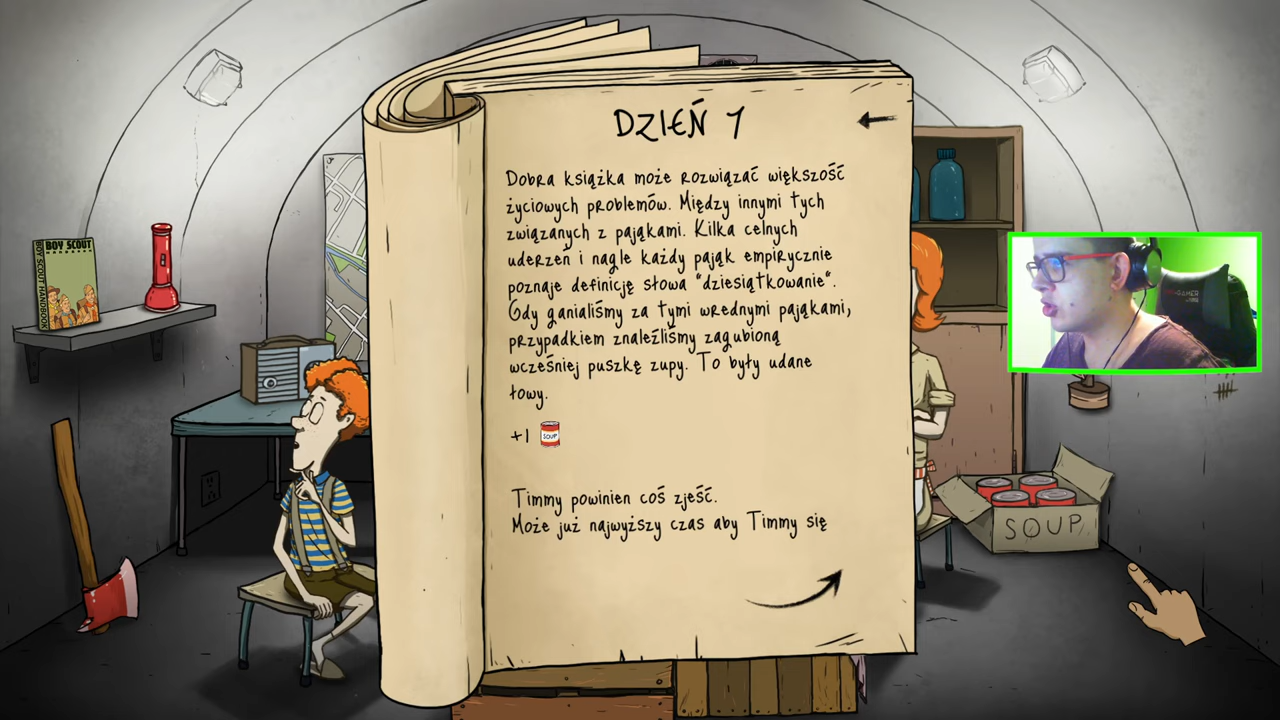 DZIEŃ 7
Dobra książka może rozwiązać większość
życiowych problemów. Między innymi tych
związanych z pająkami. Kilka celnych
uderzeń i nagle każdy pająk empirycznie
poznaje definicję słowa "dziesiątkowanie".
Gdy ganialiśmy za tymi wrednymi pająkami,
przypadkiem znaleźliśmy zagubioną
wcześniej puszkę zupy. To były udane
łowy.
+1 SOUP
Timmy powinien coś zjeść.
Może już najwyższy czas aby Timmy się
BOY SCOUT
BOY SCOUT HANDBOOK
SOUP